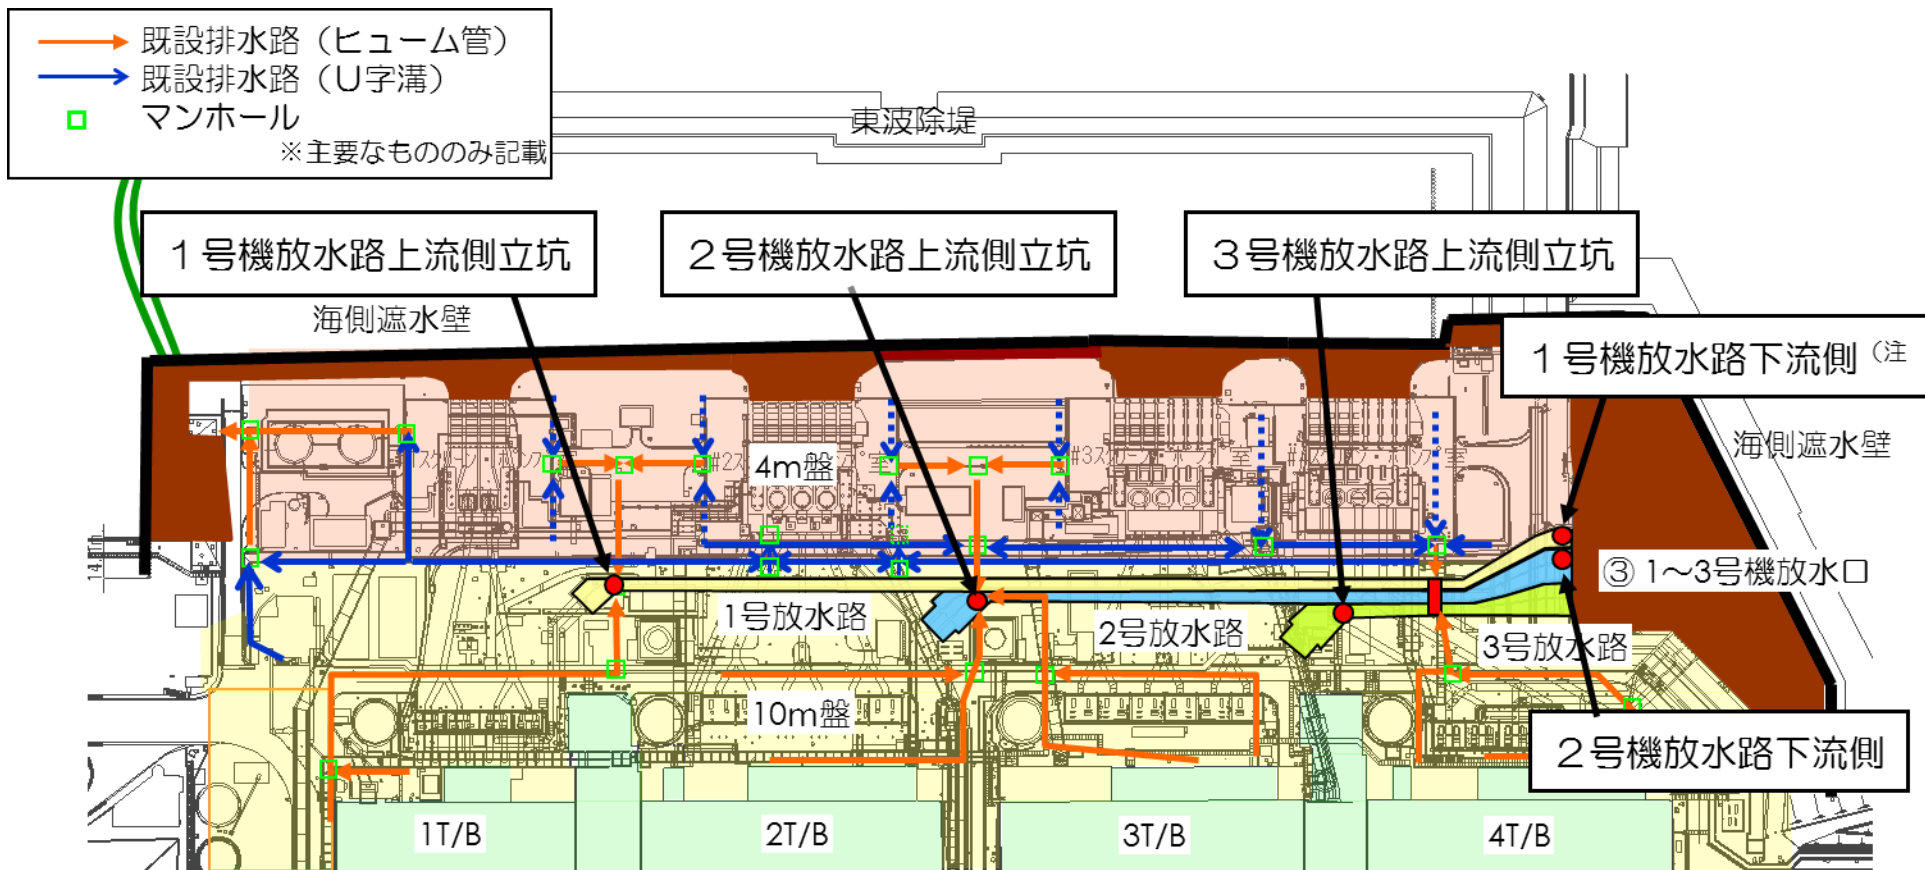 既設排水路（ヒューム管）
既設排水路（U字溝）
マンホール
※主要なもののみ記載
東波除堤
１号機放水路上流側立坑
２号機放水路上流側立坑
３号機放水路上流側立坑
海側遮水壁
１号機放水路下流側（注
海側遮水壁
4m盤
③ 1～3号機放水口
1号放水路
2号放水路
3号放水路
10m盤
２号機放水路下流側
1T/B
2T/B
3T/B
4T/B